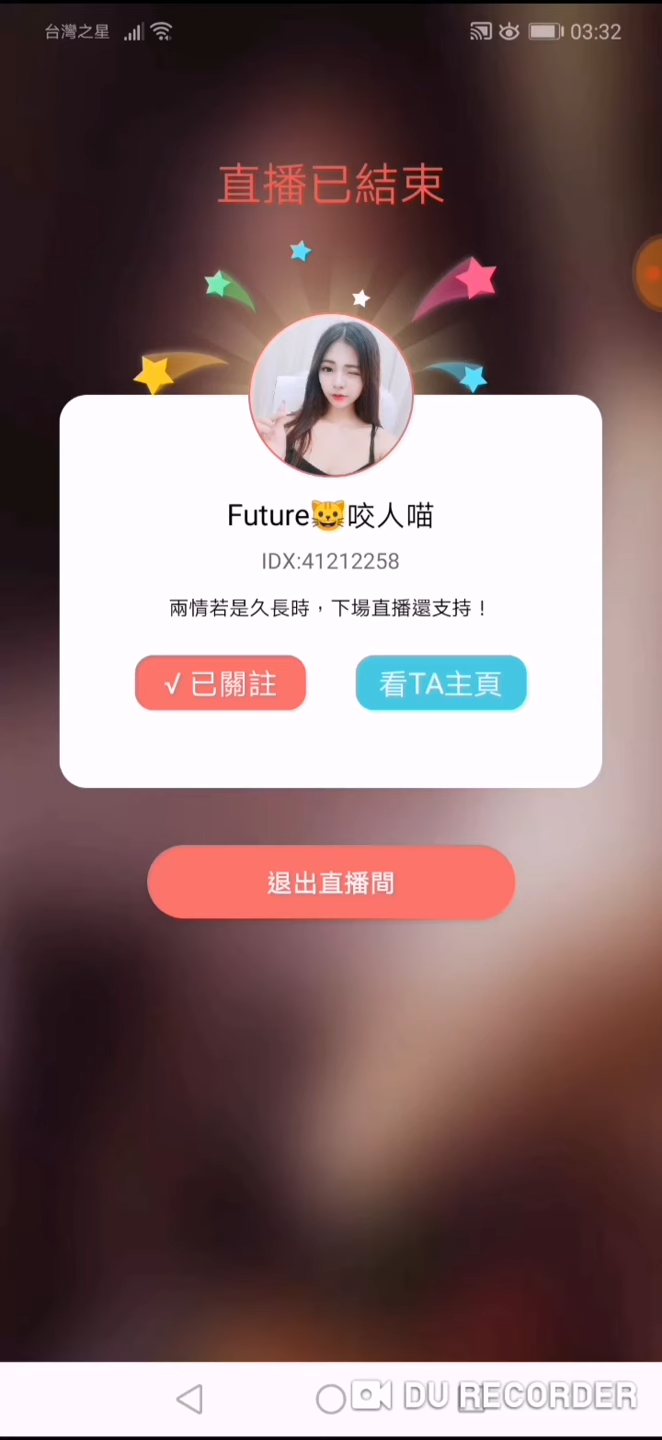 台灣之星
03:32
直播已結束
Future😺咬人喵
IDX:41212258
兩情若是久長時，下場直播還支持！
√ 已關註
看TA主頁
退出直播間
DU RECORDER